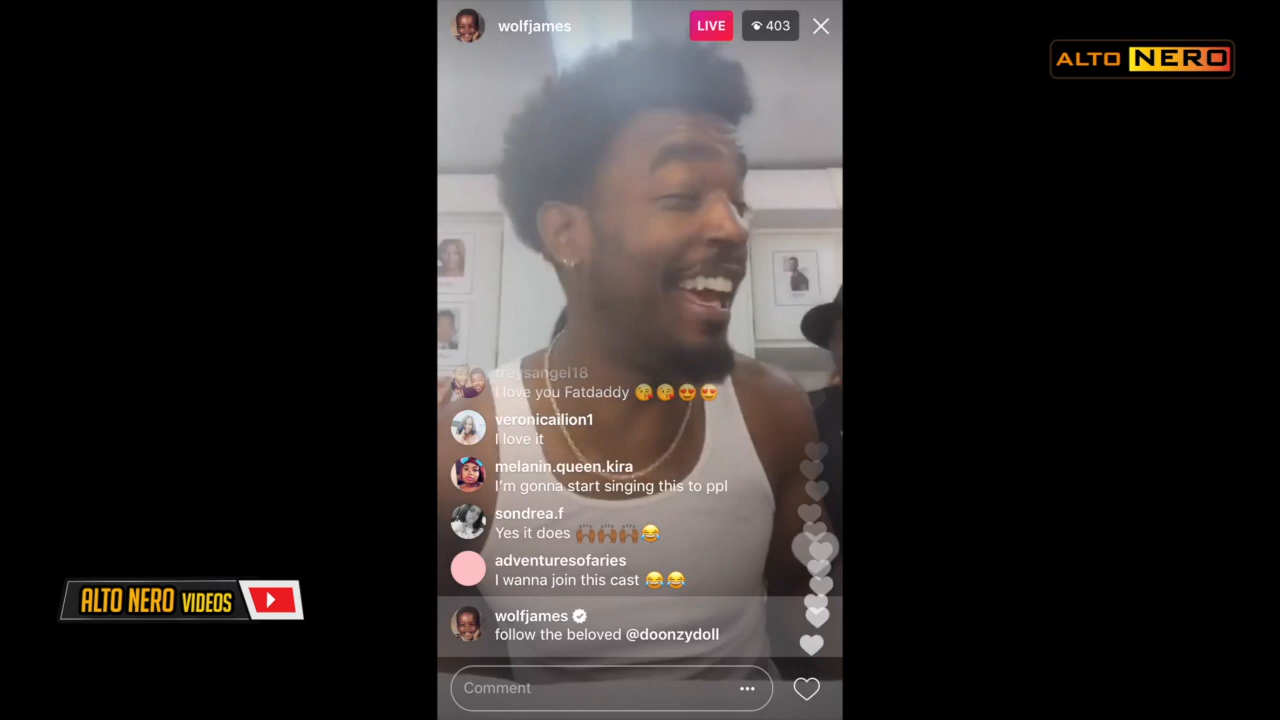 wolfjames
LIVE
403
ALTO NERO
treysangel18
I love you Fatdaddy 😘😘😍😍
veronicailion1
I love it
melanin.queen.kira
I'm gonna start singing this to ppl
sondrea.f
Yes it does 🙌🏾🙌🏾🙌🏾😂
adventuresofaries
I wanna join this cast 😂😂
ALTO NERO VIDEOS
wolfjames
follow the beloved @doonzydoll
Comment